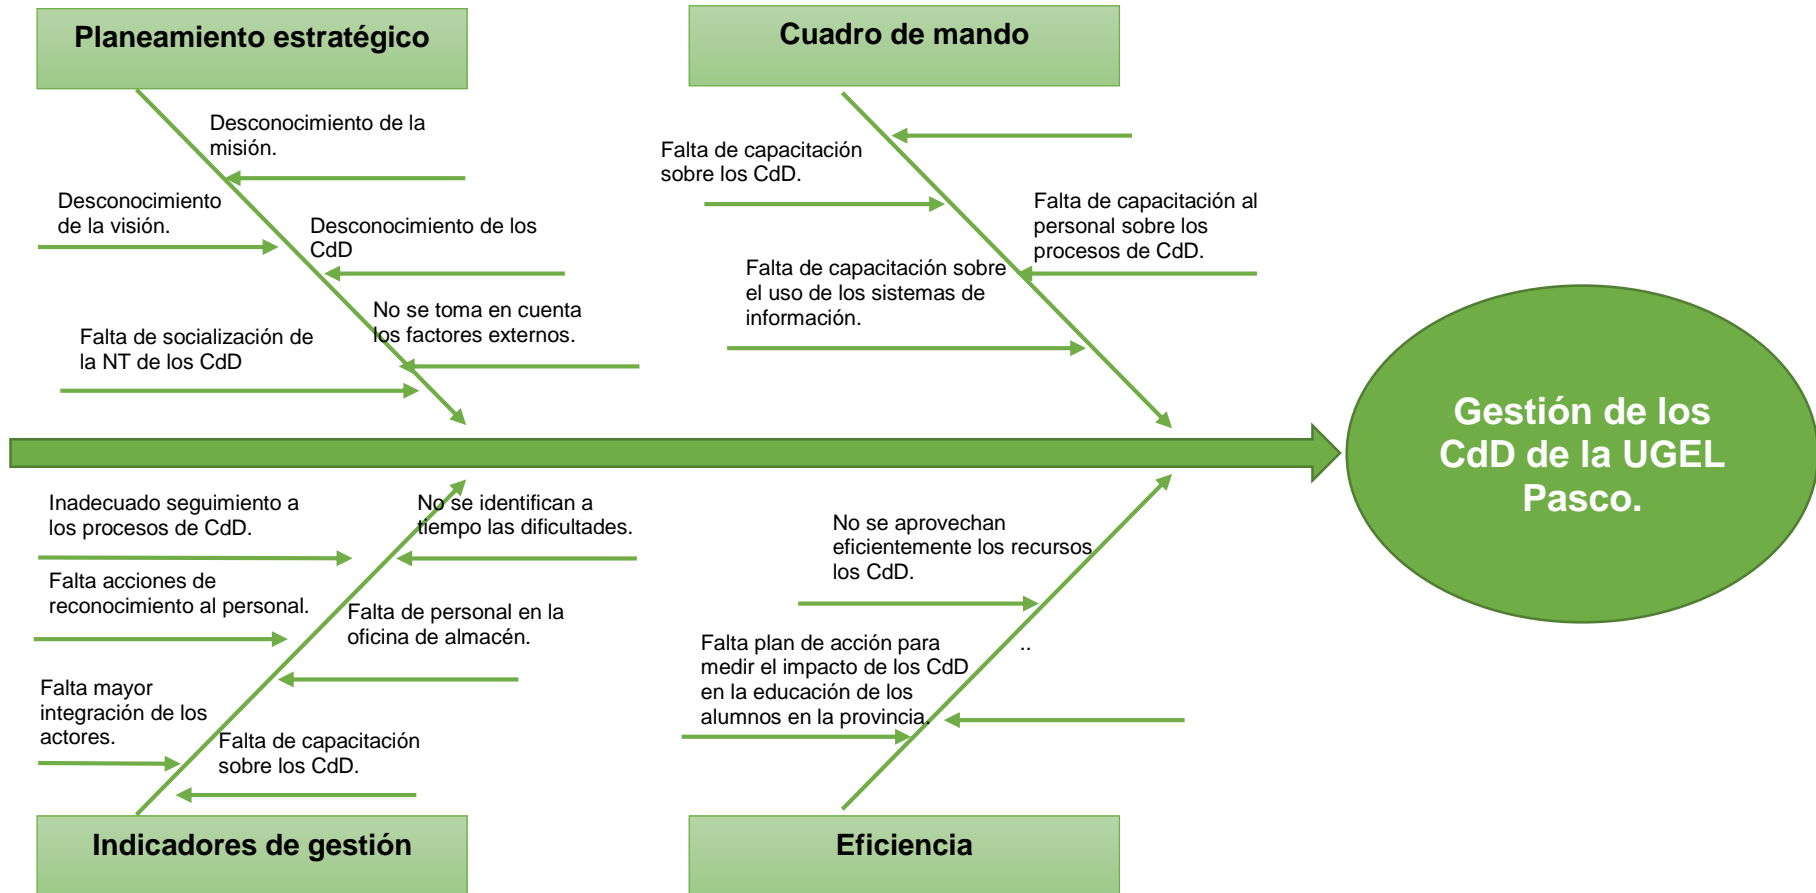 Planeamiento estratégico
Cuadro de mando
Desconocimiento de la
misión.
Desconocimiento
de la visión.
Desconocimiento de los
CdD
No se toma en cuenta
los factores externos.
Falta de socialización de
la NT de los CdD
Falta de capacitación
sobre los CdD.
Falta de capacitación al
personal sobre los
procesos de CdD.
Falta de capacitación sobre
el uso de los sistemas de
información.
Gestión de los
CdD de la UGEL
Pasco.
Inadecuado seguimiento a
los procesos de CdD.
No se identifican a
tiempo las dificultades.
Falta acciones de
reconocimiento al personal.
Falta de personal en la
oficina de almacén.
Falta mayor
integración de los
actores.
Falta de capacitación
sobre los CdD.
No se aprovechan
eficientemente los recursos
los CdD.
Falta plan de acción para
medir el impacto de los CdD
en la educación de los
alumnos en la provincia.
..
Indicadores de gestión
Eficiencia